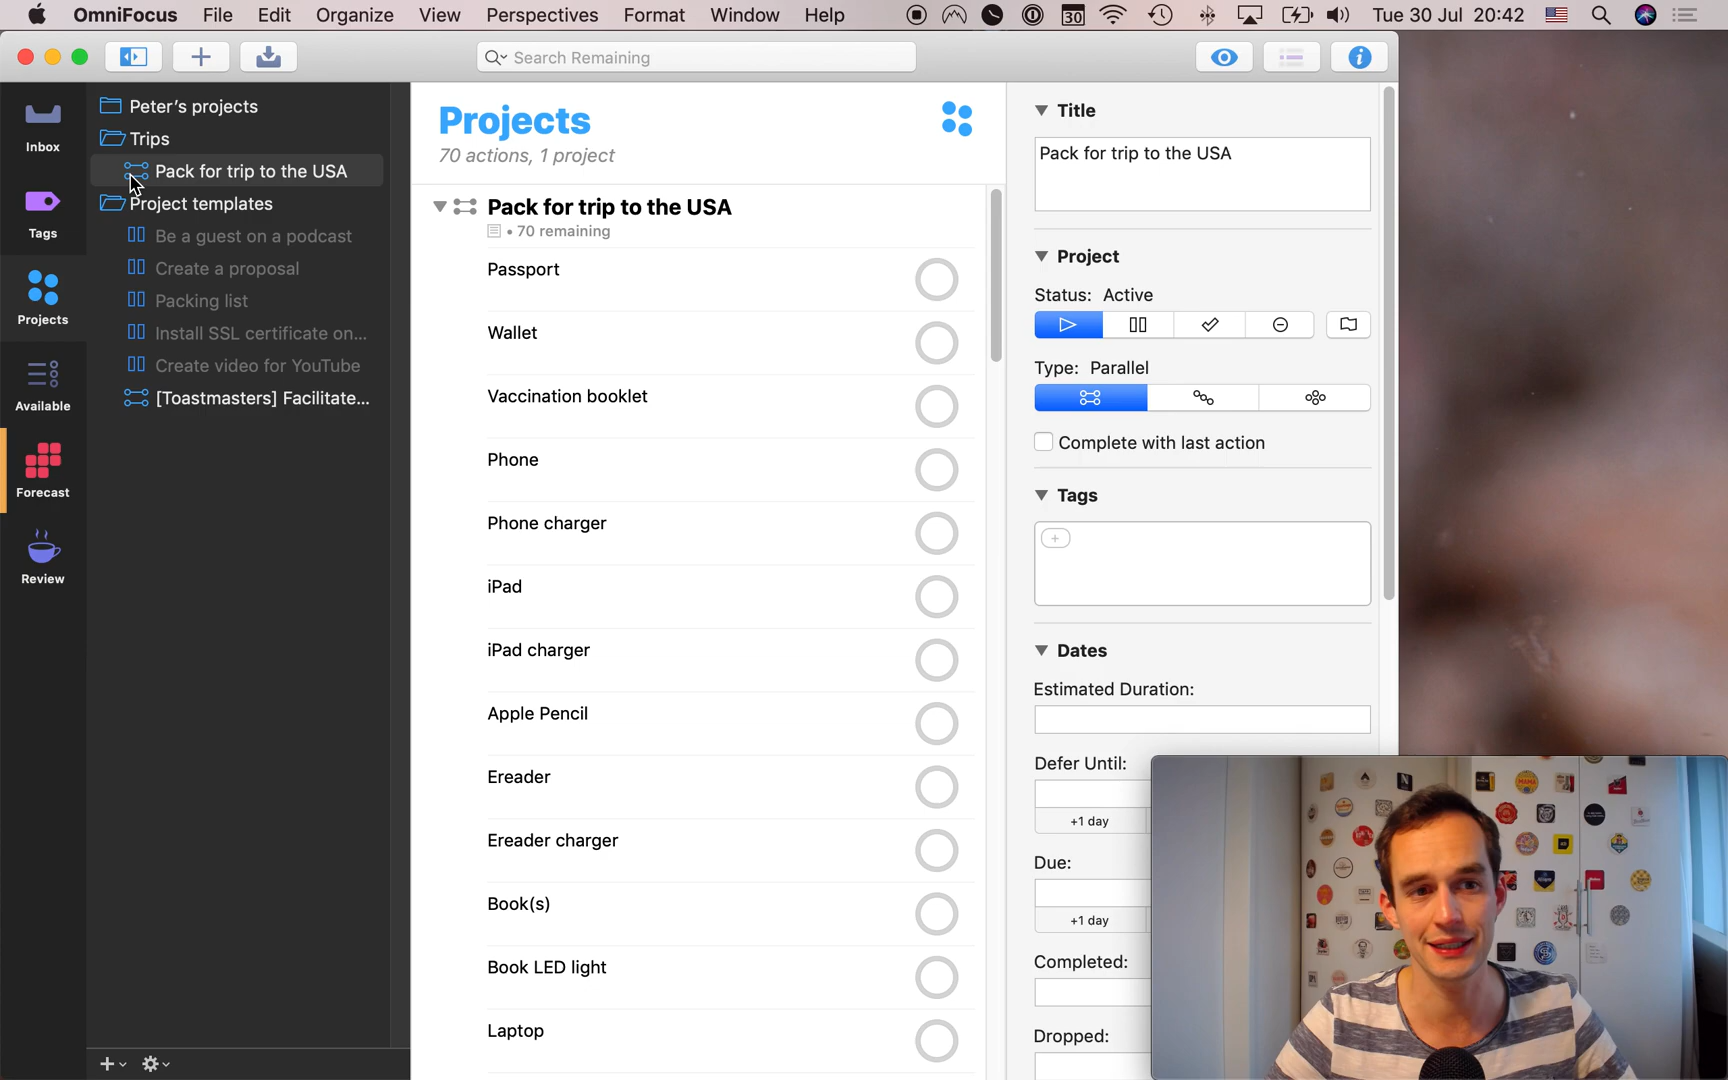 OmniFocus File Edit Organize View Perspectives Format Window Help 30 Tue 30 Jul 20:42
Search Remaining
Inbox
Tags
Projects
Available
Forecast
Review
Peter's projects
Trips
Pack for trip to the USA
Project templates
Be a guest on a podcast
Create a proposal
Packing list
Install SSL certificate on...
Create video for YouTube
[Toastmasters] Facilitate...
Projects
70 actions, 1 project
Pack for trip to the USA
• 70 remaining
Passport
Wallet
Vaccination booklet
Phone
Phone charger
iPad
iPad charger
Apple Pencil
Ereader
Ereader charger
Book(s)
Book LED light
Laptop
Title
Pack for trip to the USA
Project
Status: Active
Type: Parallel
Complete with last action
Tags
Dates
Estimated Duration:
Defer Until:
+1 day
Due:
+1 day
Completed:
Dropped: